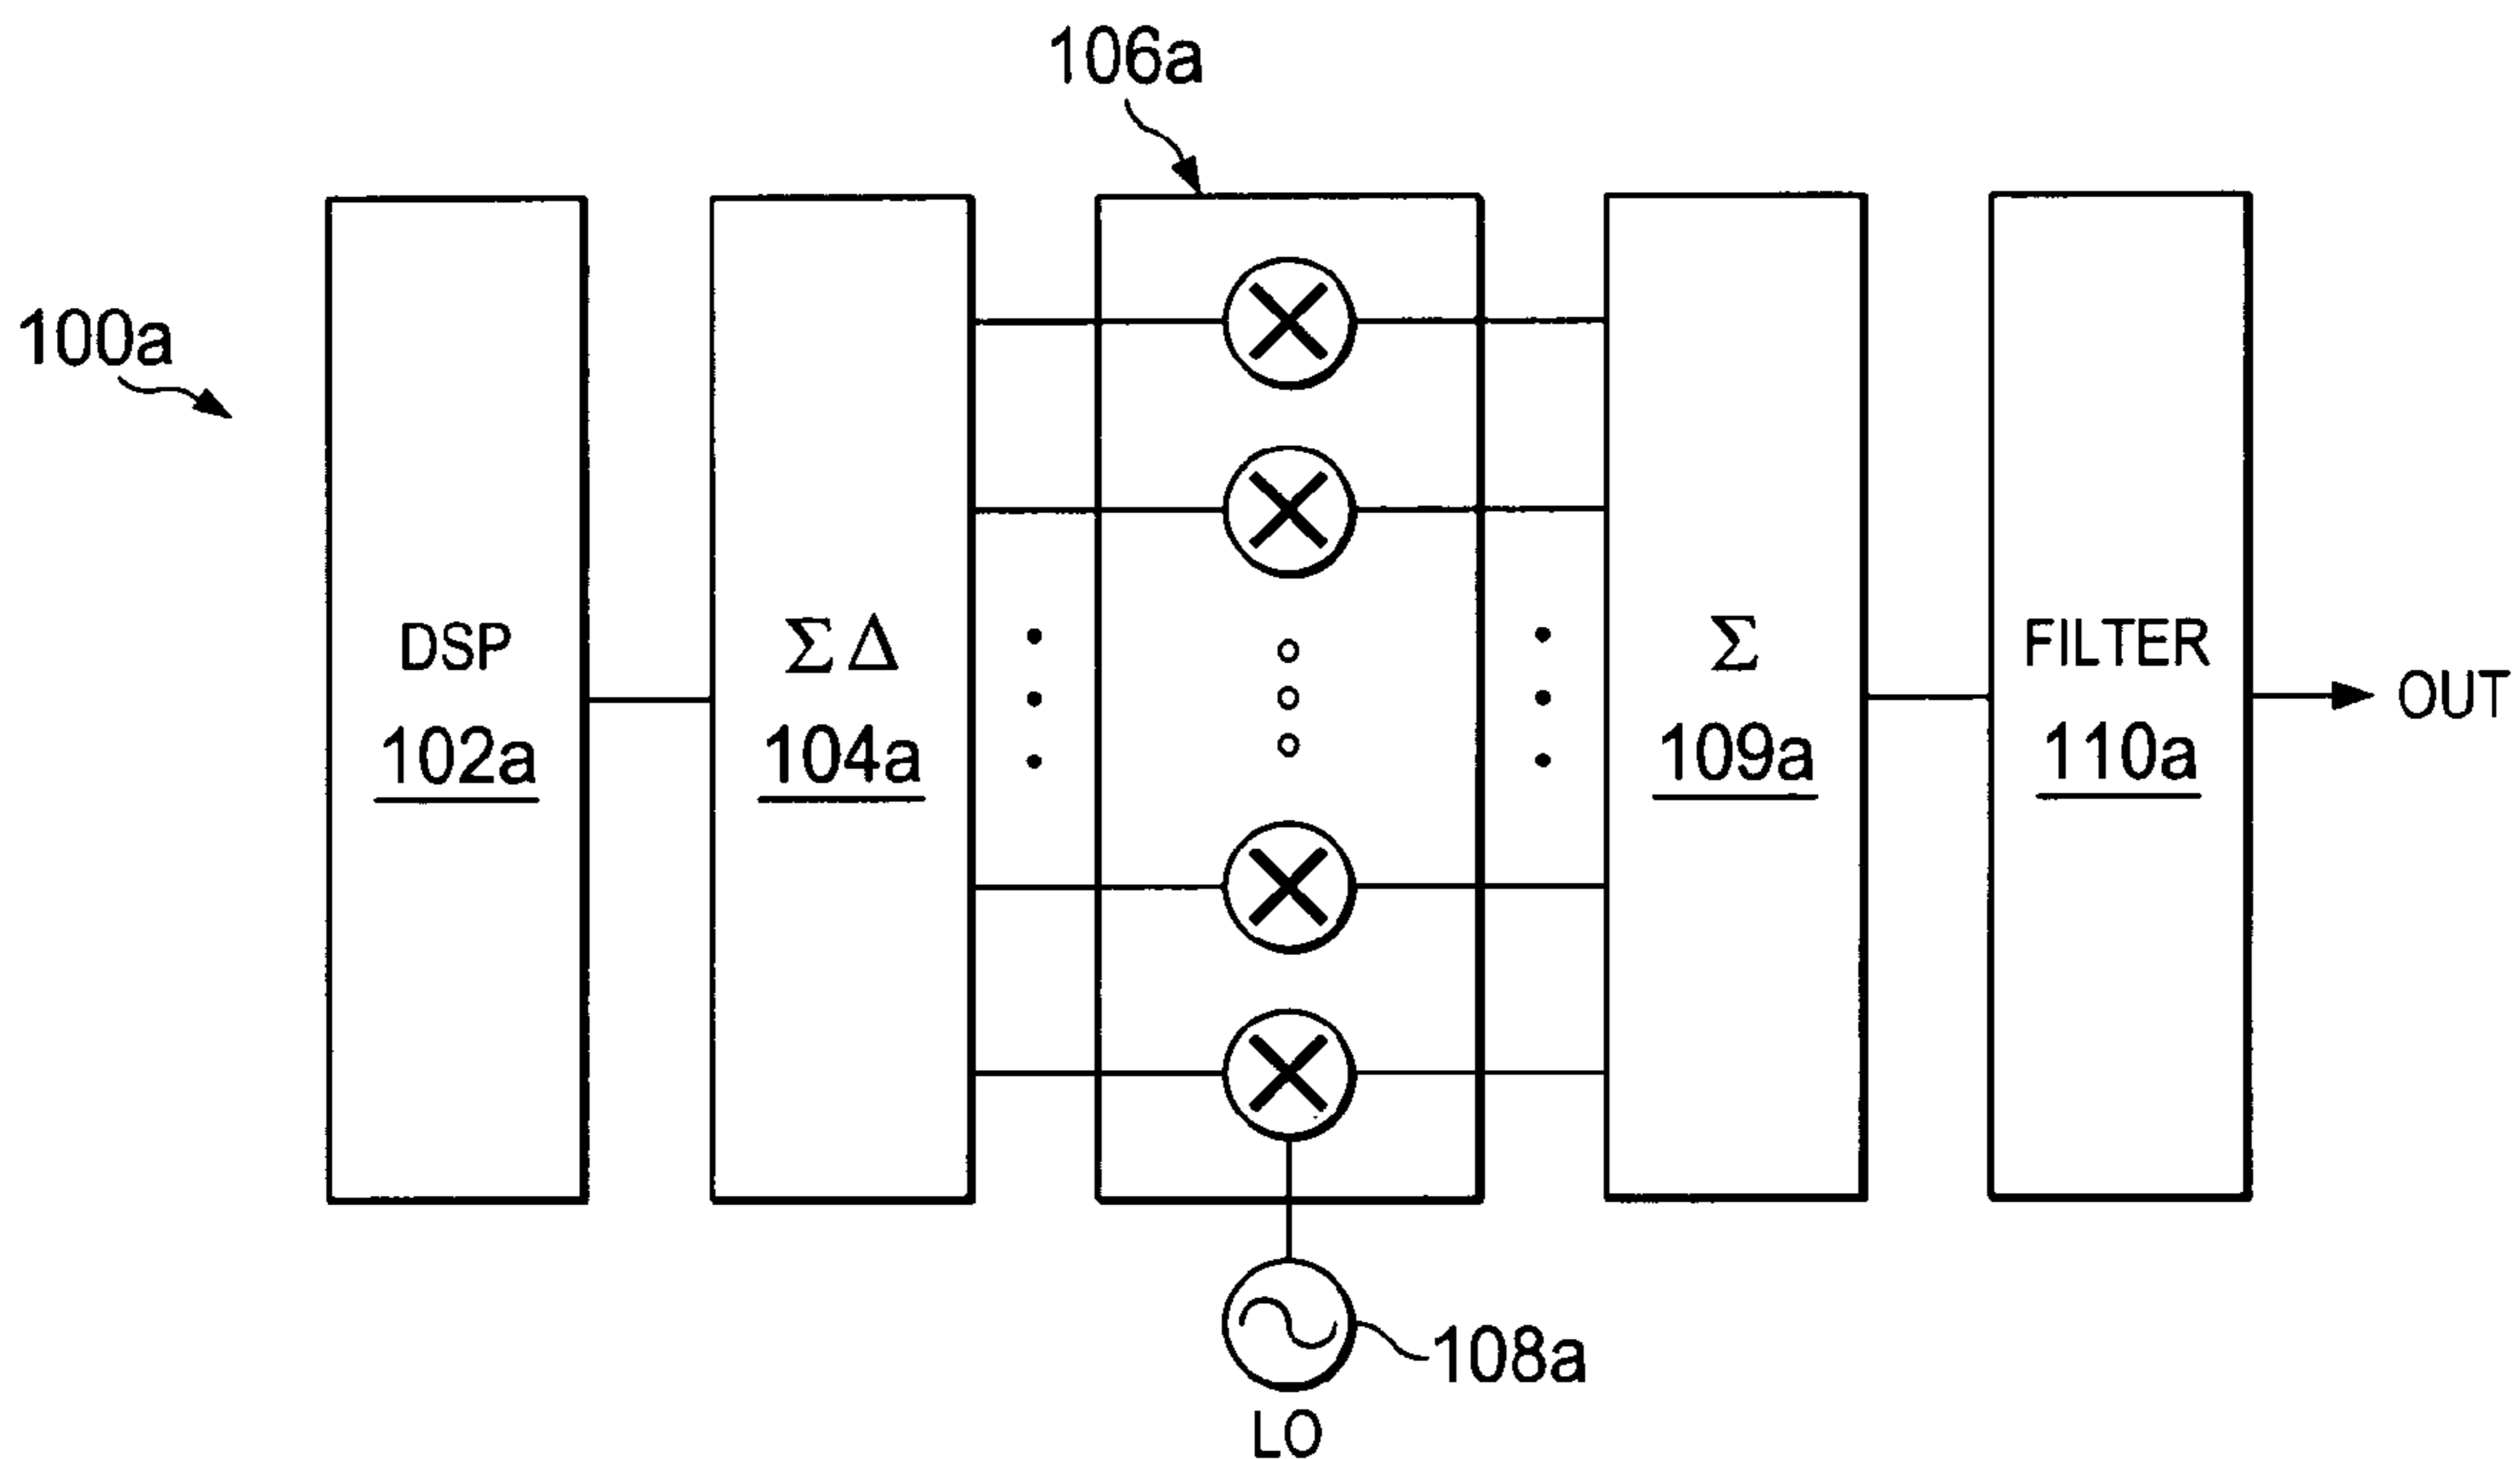 106a
100a
DSP
102a
ΣΔ
104a
Σ
109a
FILTER
110a
OUT
108a
LO